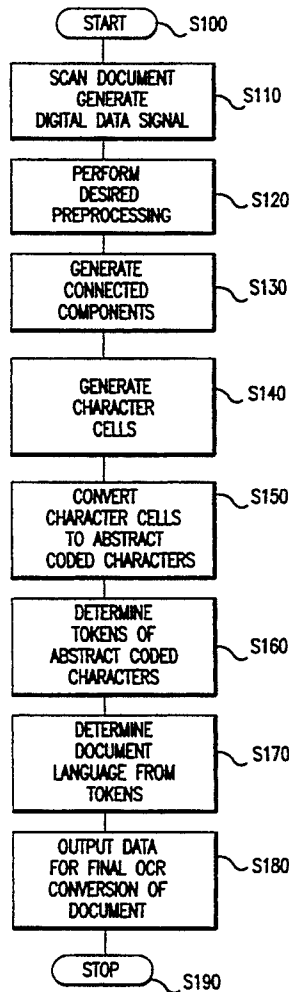 START
S100
SCAN DOCUMENT
GENERATE
DIGITAL DATA SIGNAL
S110
PERFORM
DESIRED
PREPROCESSING
S120
GENERATE
CONNECTED
COMPONENTS
S130
GENERATE
CHARACTER
CELLS
S140
CONVERT
CHARACTER CELLS
TO ABSTRACT
CODED CHARACTERS
S150
DETERMINE
TOKENS OF
ABSTRACT CODED
CHARACTERS
S160
DETERMINE
DOCUMENT
LANGUAGE FROM
TOKENS
S170
OUTPUT DATA
FOR FINAL OCR
CONVERSION OF
DOCUMENT
S180
STOP
S190